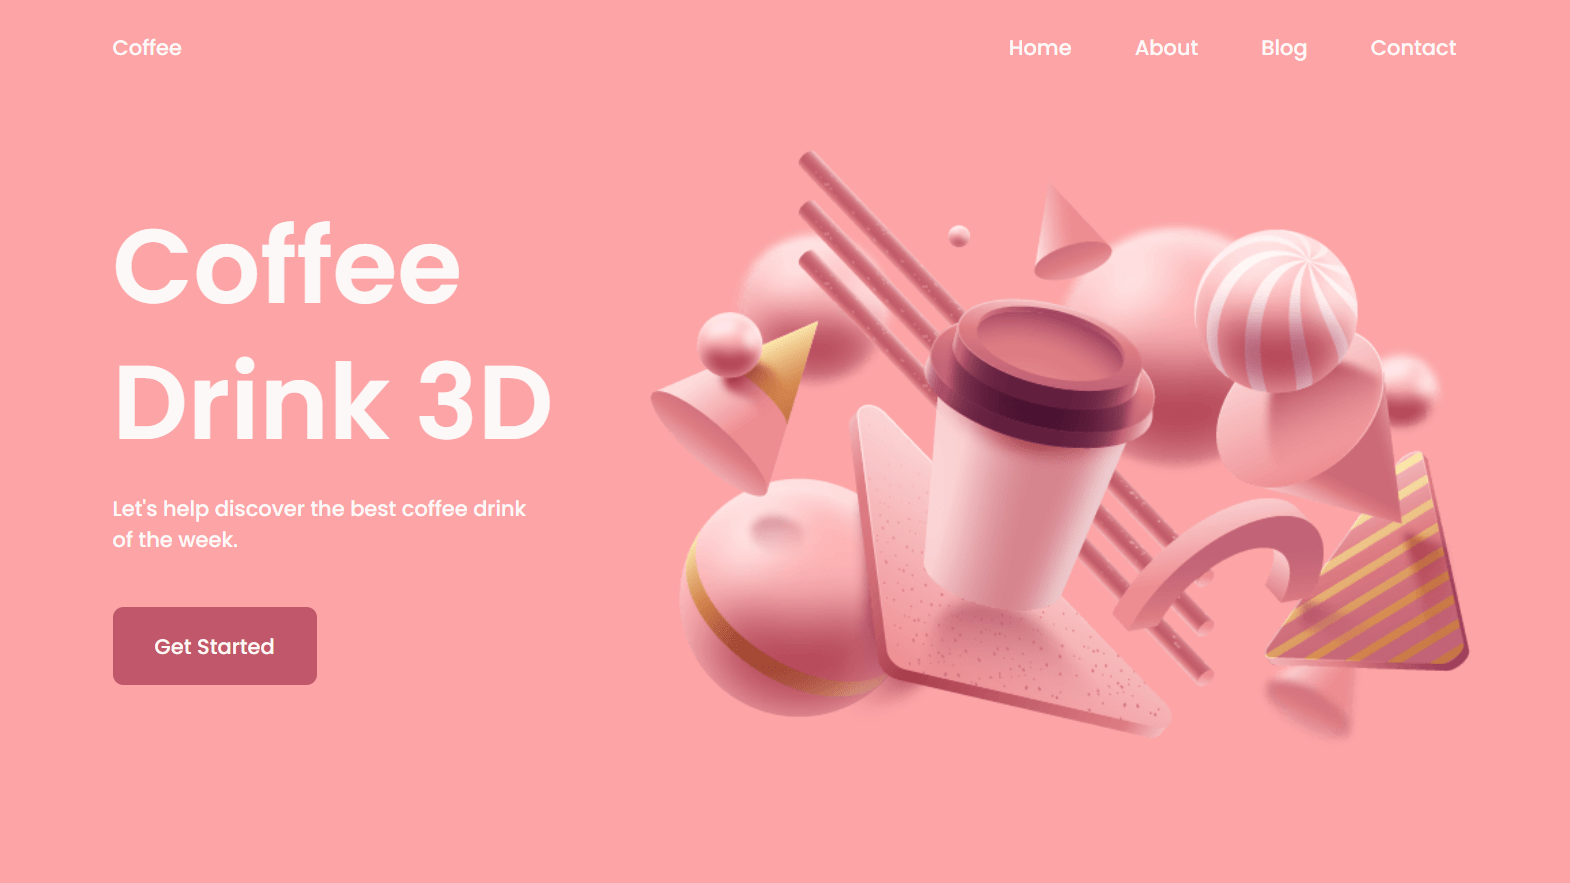 Coffee
Home About Blog Contact
Coffee
Drink 3D
Let's help discover the best coffee drink
of the week.
Get Started